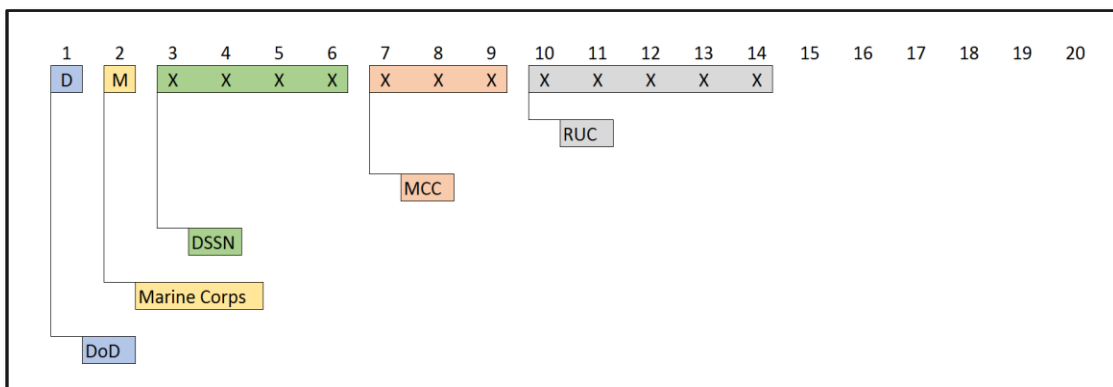 1 2 3 4 5 6 7 8 9 10 11 12 13 14 15 16 17 18 19 20
D M X X X X X X X X X X X X
RUC
MCC
DSSN
Marine Corps
DoD